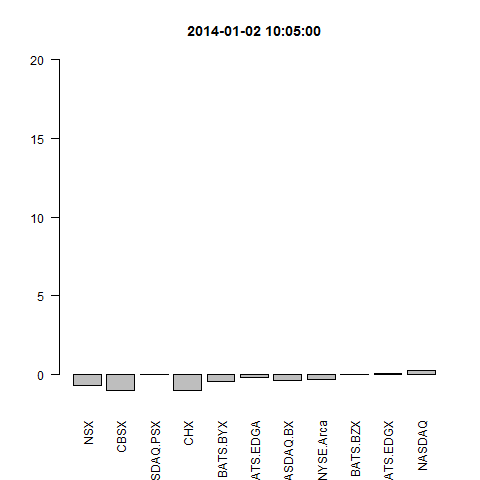 2014-01-02 10:05:00
20
15
10
5
0
NSX
CBSX
SDAQ.PSX
CHX
BATS.BYX
ATS.EDGA
ASDAQ.BX
NYSE.Arca
BATS.BZX
ATS.EDGX
NASDAQ